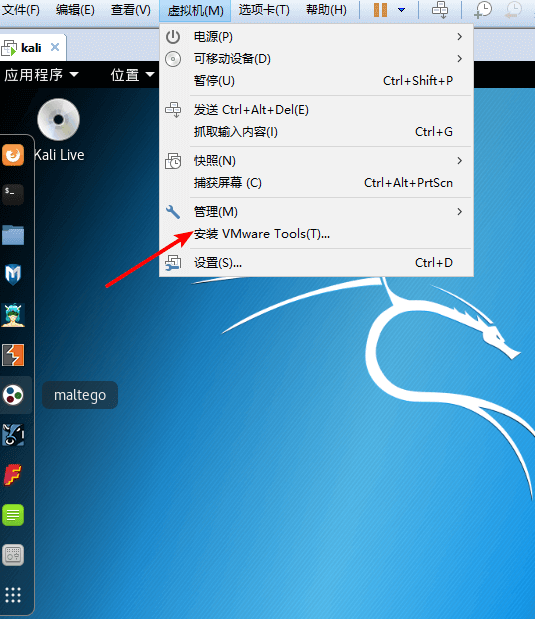 文件(F) 编辑(E) 查看(V) 虚拟机(M) 选项卡(T) 帮助(H)
kali
应用程序 位置
电源(P)
可移动设备(D)
暂停(U) Ctrl+Shift+P
发送 Ctrl+Alt+Del(E)
抓取输入内容(I) Ctrl+G
快照(N)
捕获屏幕 (C) Ctrl+Alt+PrtScn
管理(M)
安装 VMware Tools(T)...
设置(S)... Ctrl+D
Kali Live
maltego